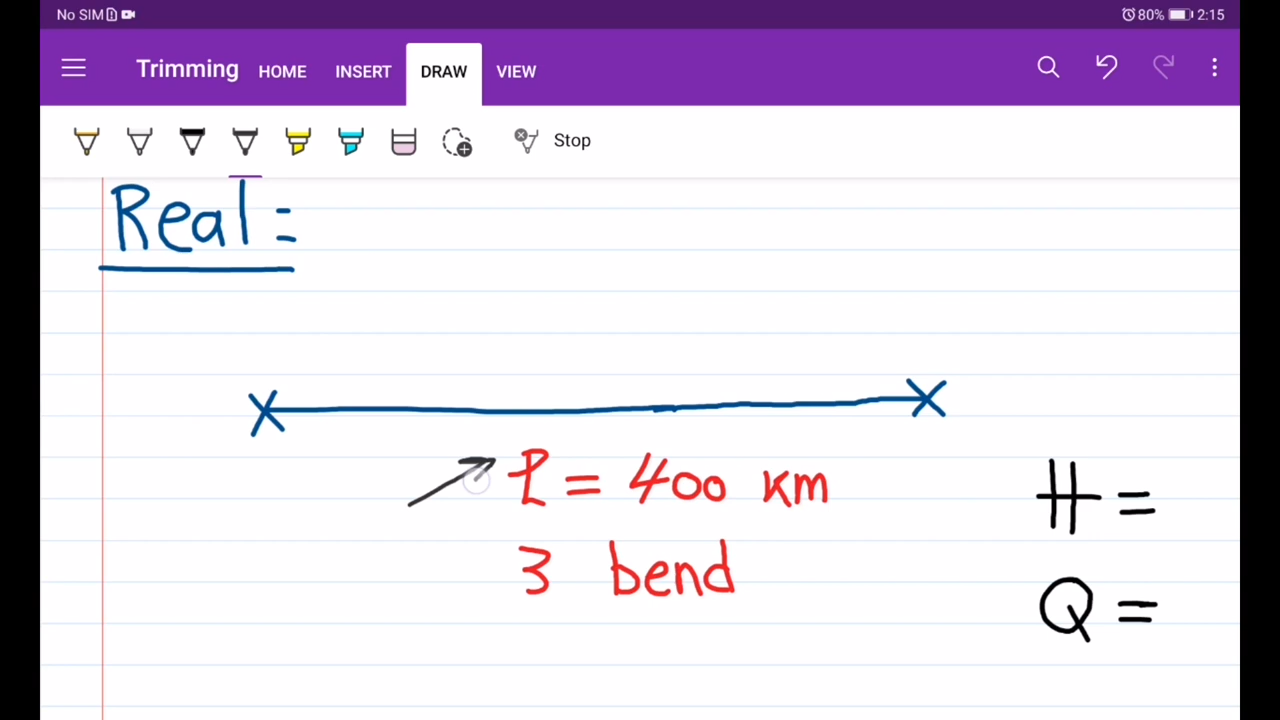 No SIM 80% 2:15
Trimming HOME INSERT DRAW VIEW
Stop
Real =
l = 400 km
3 bend
H =
Q =